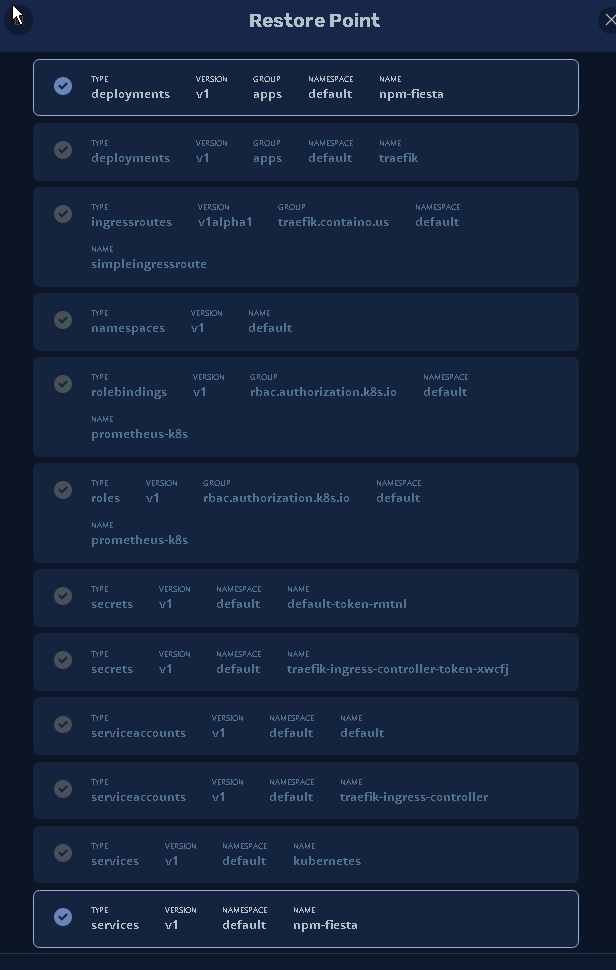 Restore Point
TYPE VERSION GROUP NAMESPACE NAME
deployments v1 apps default npm-fiesta
TYPE VERSION GROUP NAMESPACE NAME
deployments v1 apps default traefik
TYPE VERSION GROUP NAMESPACE
ingressroutes v1alpha1 traefik.containo.us default
NAME
simpleingressroute
TYPE VERSION NAME
namespaces v1 default
TYPE VERSION GROUP NAMESPACE
rolebindings v1 rbac.authorization.k8s.io default
NAME
prometheus-k8s
TYPE VERSION GROUP NAMESPACE
roles v1 rbac.authorization.k8s.io default
NAME
prometheus-k8s
TYPE VERSION NAMESPACE NAME
secrets v1 default default-token-rmtnl
TYPE VERSION NAMESPACE NAME
secrets v1 default traefik-ingress-controller-token-xwcfj
TYPE VERSION NAMESPACE NAME
serviceaccounts v1 default default
TYPE VERSION NAMESPACE NAME
serviceaccounts v1 default traefik-ingress-controller
TYPE VERSION NAMESPACE NAME
services v1 default kubernetes
TYPE VERSION NAMESPACE NAME
services v1 default npm-fiesta